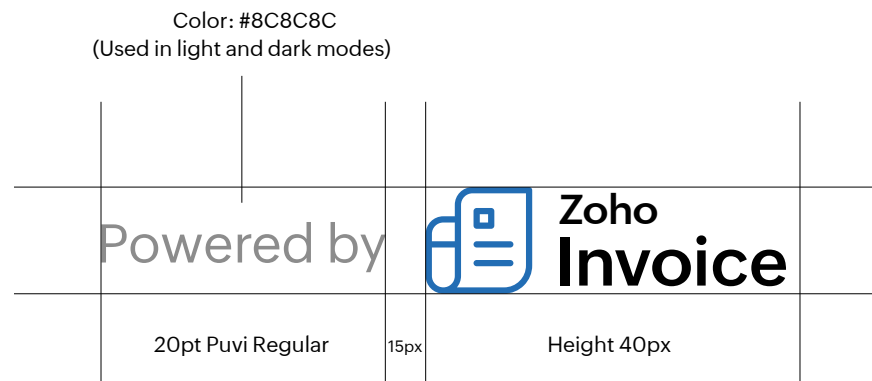 Color: #8C8C8C
(Used in light and dark modes)
Powered by
Zoho
Invoice
20pt Puvi Regular
15px
Height 40px